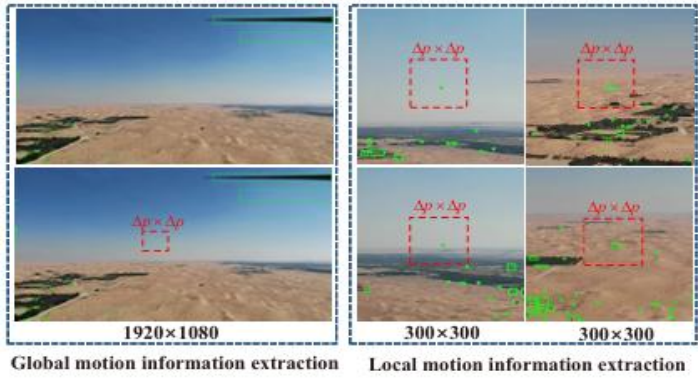 Δp × Δp
Δp × Δp
Δp × Δp
Δp × Δp
Δp × Δp
1920×1080
300×300
300×300
Global motion information extraction
Local motion information extraction